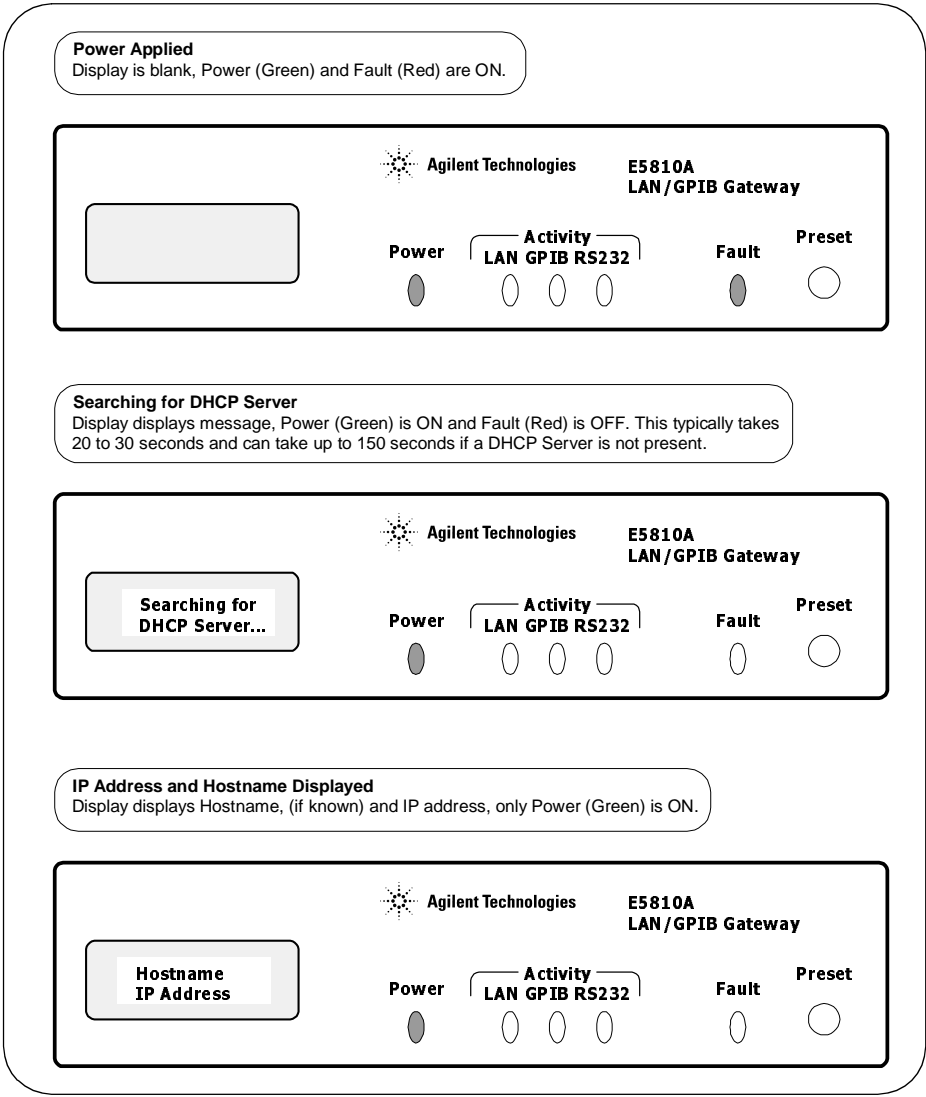 Power Applied
Display is blank, Power (Green) and Fault (Red) are ON.
Agilent Technologies
E5810A
LAN/GPIB Gateway
Power
Activity
LAN GPIB RS232
Fault
Preset
Searching for DHCP Server
Display displays message, Power (Green) is ON and Fault (Red) is OFF. This typically takes
20 to 30 seconds and can take up to 150 seconds if a DHCP Server is not present.
Agilent Technologies
E5810A
LAN/GPIB Gateway
Searching for
DHCP Server...
Power
Activity
LAN GPIB RS232
Fault
Preset
IP Address and Hostname Displayed
Display displays Hostname, (if known) and IP address, only Power (Green) is ON.
Agilent Technologies
E5810A
LAN/GPIB Gateway
Hostname
IP Address
Power
Activity
LAN GPIB RS232
Fault
Preset